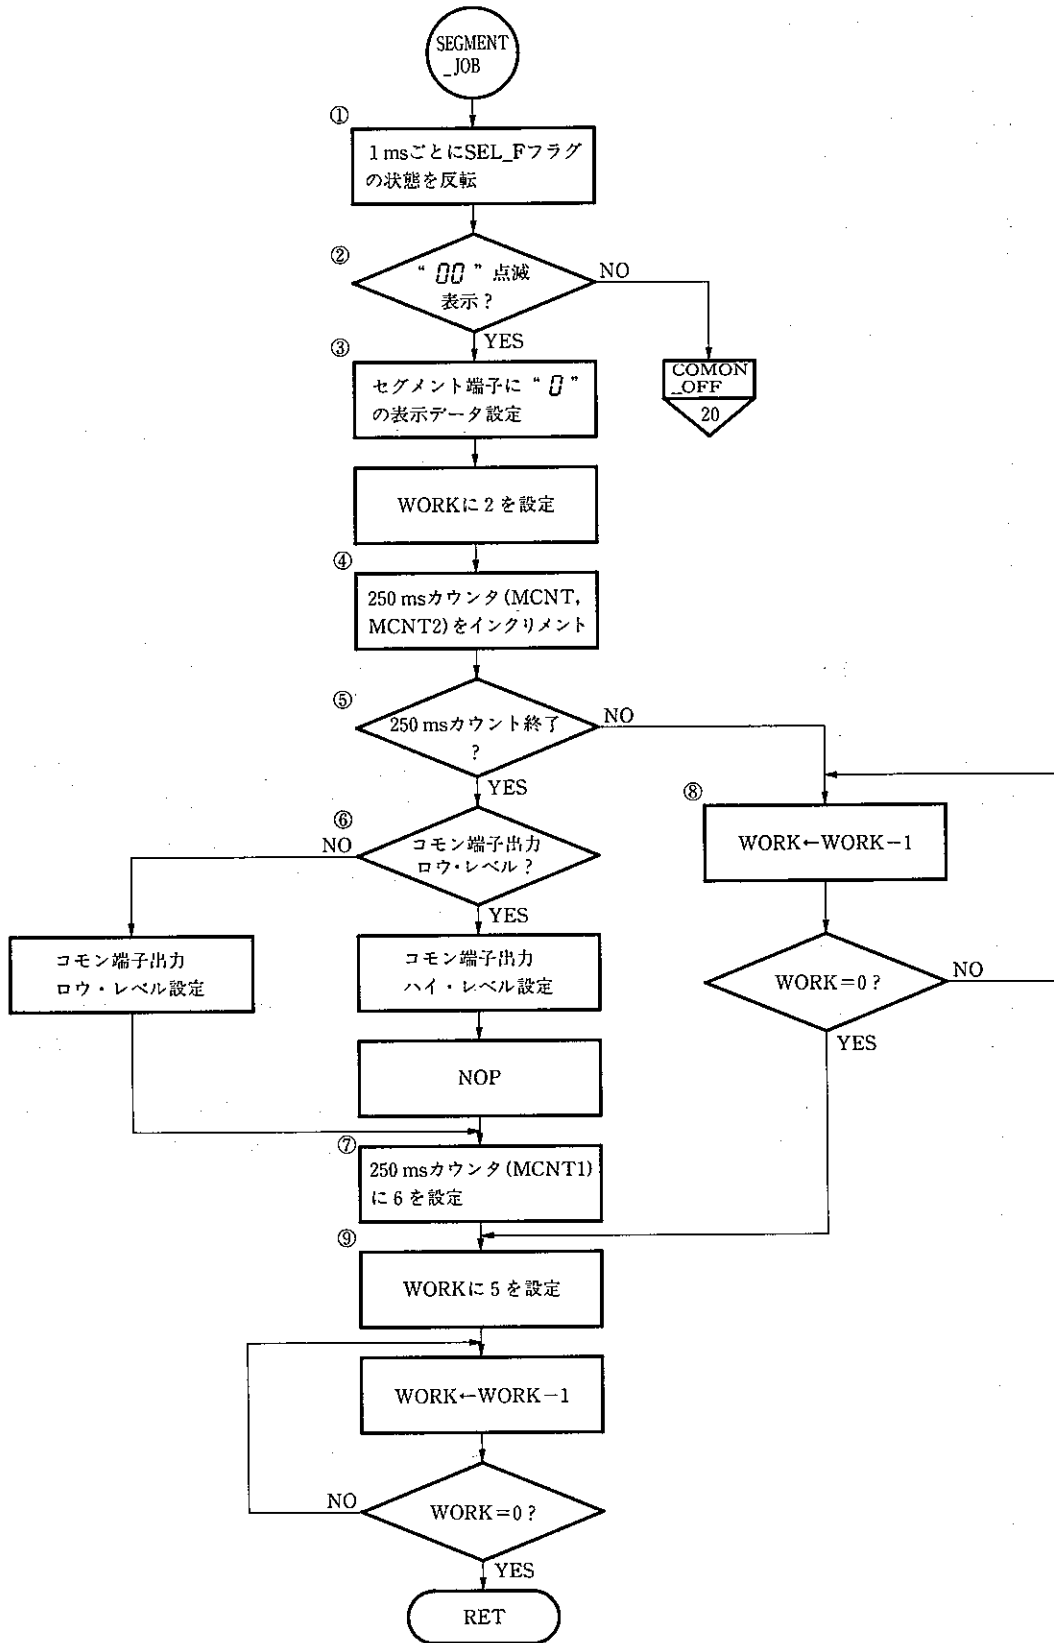 SEGMENT
_JOB
①
1 msごとにSEL_Fフラグ
の状態を反転
②
“ 00 ” 点滅
表示？
NO
YES
COMON
_OFF
20
③
セグメント端子に “ 0 ”
の表示データ設定
WORKに 2 を設定
④
250 msカウンタ(MCNT,
MCNT2)をインクリメント
⑤
250 msカウント終了
？
NO
YES
⑥
コモン端子出力
ロウ・レベル？
NO
YES
⑧
WORK←WORK−1
WORK＝0？
NO
YES
コモン端子出力
ロウ・レベル設定
コモン端子出力
ハイ・レベル設定
NOP
⑦
250 msカウンタ(MCNT1)
に 6 を設定
⑨
WORKに 5 を設定
WORK←WORK−1
WORK＝0？
NO
YES
RET